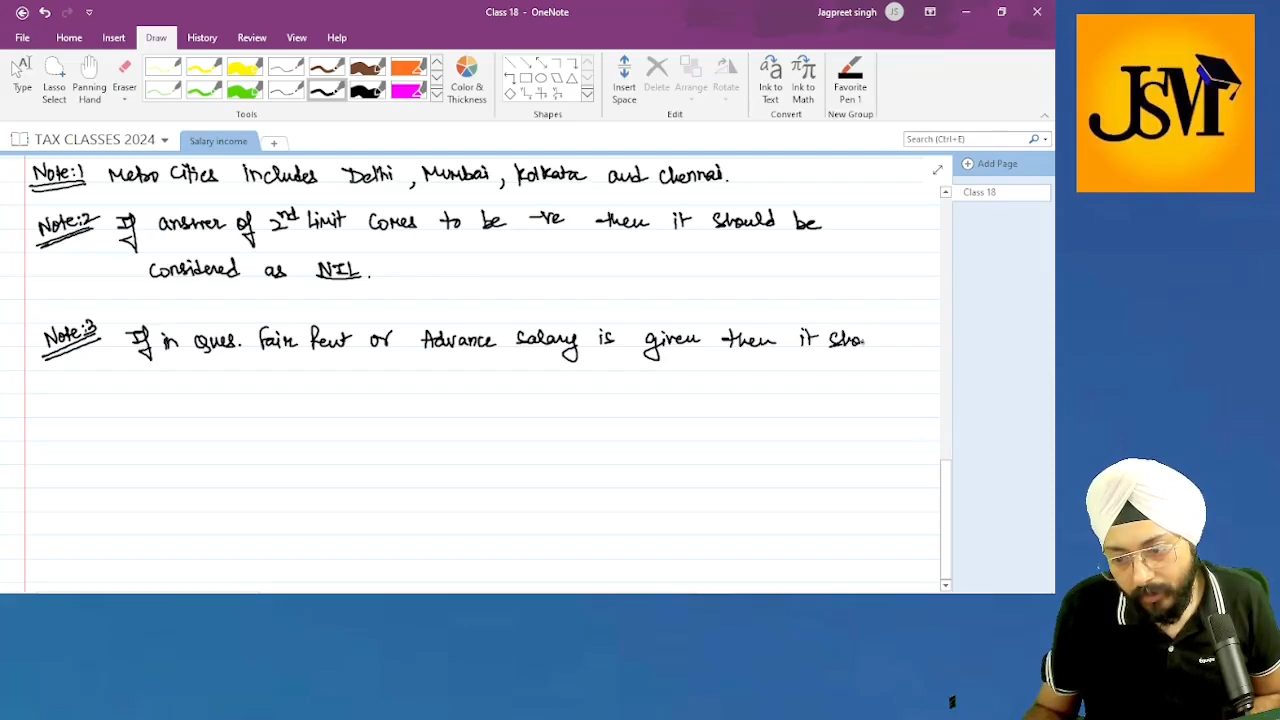 Class 18 - OneNote
Jagpreet singh JS
File Home Insert Draw History Review View Help
Type
Lasso Select
Panning Hand
Eraser
Color & Thickness
Insert Space
Delete
Arrange
Rotate
Ink to Text
Ink to Math
Favorite Pen 1
Tools Shapes Edit Convert New Group
TAX CLASSES 2024 Salary income
Search (Ctrl+E)
Add Page
Class 18
JSM
Note:1 Metro Cities includes Delhi, Mumbai, Kolkata and Chennai.
Note:2 If answer of 2nd limit Comes to be -ve then it should be
Considered as NIL.
Note:3 If in Ques. Fair Rent or Advance salary is given then it sho